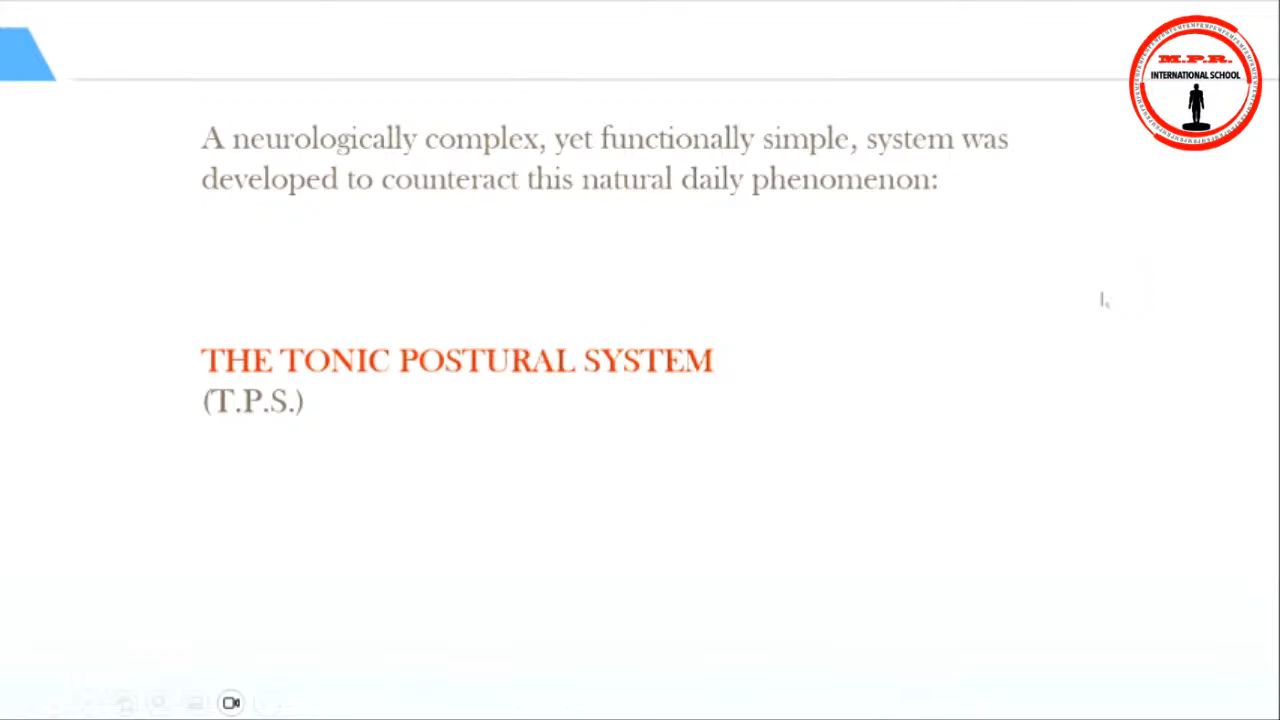 M.P.R.
INTERNATIONAL SCHOOL
A neurologically complex, yet functionally simple, system was
developed to counteract this natural daily phenomenon:
THE TONIC POSTURAL SYSTEM
(T.P.S.)